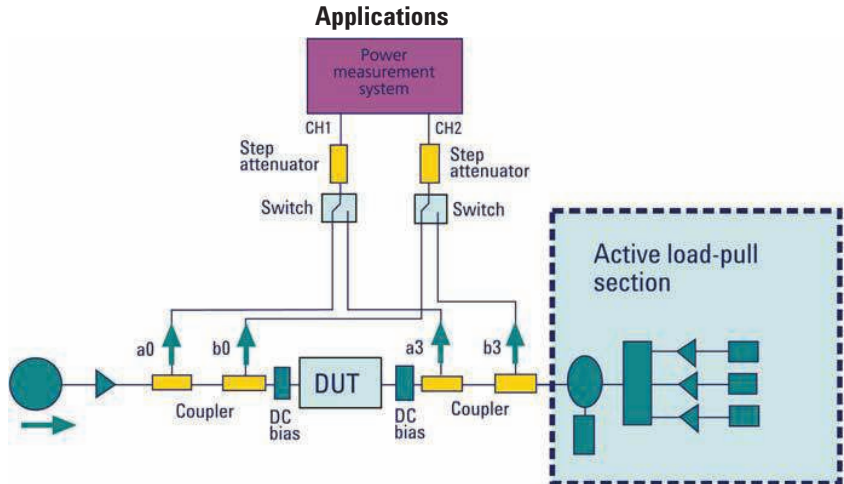 Applications
Power
measurement
system
CH1
CH2
Step
attenuator
Step
attenuator
Switch
Switch
Active load-pull
section
a0
b0
a3
b3
DUT
Coupler
DC
bias
DC
bias
Coupler